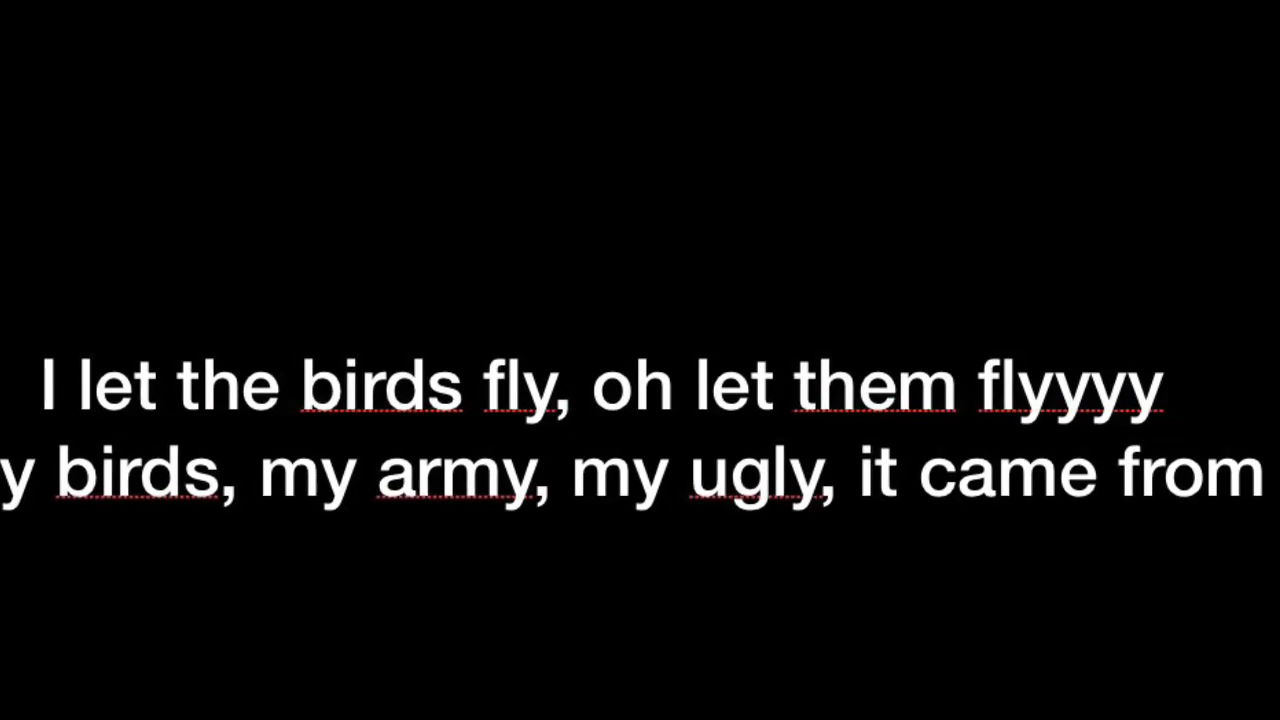 I let the birds fly, oh let them flyyyy
y birds, my army, my ugly, it came from